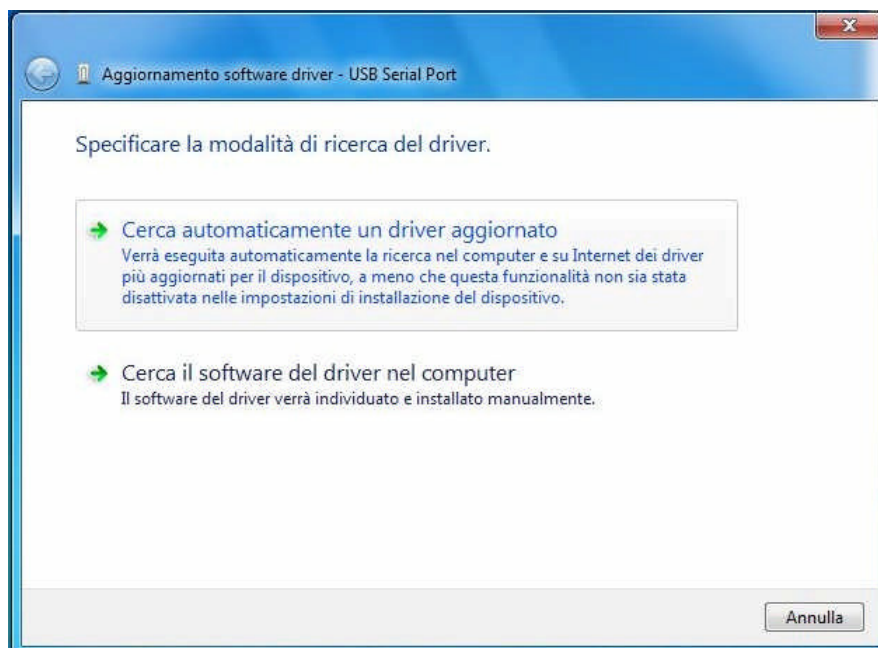 Aggiornamento software driver - USB Serial Port
Specificare la modalità di ricerca del driver.
Cerca automaticamente un driver aggiornato
Verrà eseguita automaticamente la ricerca nel computer e su Internet dei driver
più aggiornati per il dispositivo, a meno che questa funzionalità non sia stata
disattivata nelle impostazioni di installazione del dispositivo.
Cerca il software del driver nel computer
Il software del driver verrà individuato e installato manualmente.
Annulla